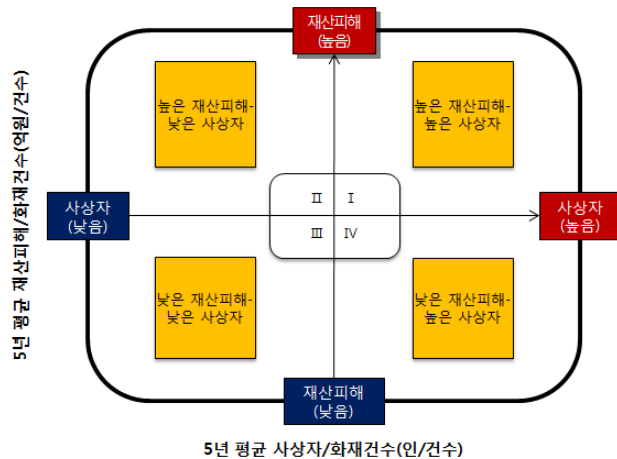 재산피해
(높음)
높은 재산피해-
낮은 사상자
높은 재산피해-
높은 사상자
5년 평균 재산피해/화재건수(억원/건수)
사상자
(낮음)
Ⅱ Ⅰ
Ⅲ Ⅳ
사상자
(높음)
낮은 재산피해-
낮은 사상자
낮은 재산피해-
높은 사상자
재산피해
(낮음)
5년 평균 사상자/화재건수(인/건수)